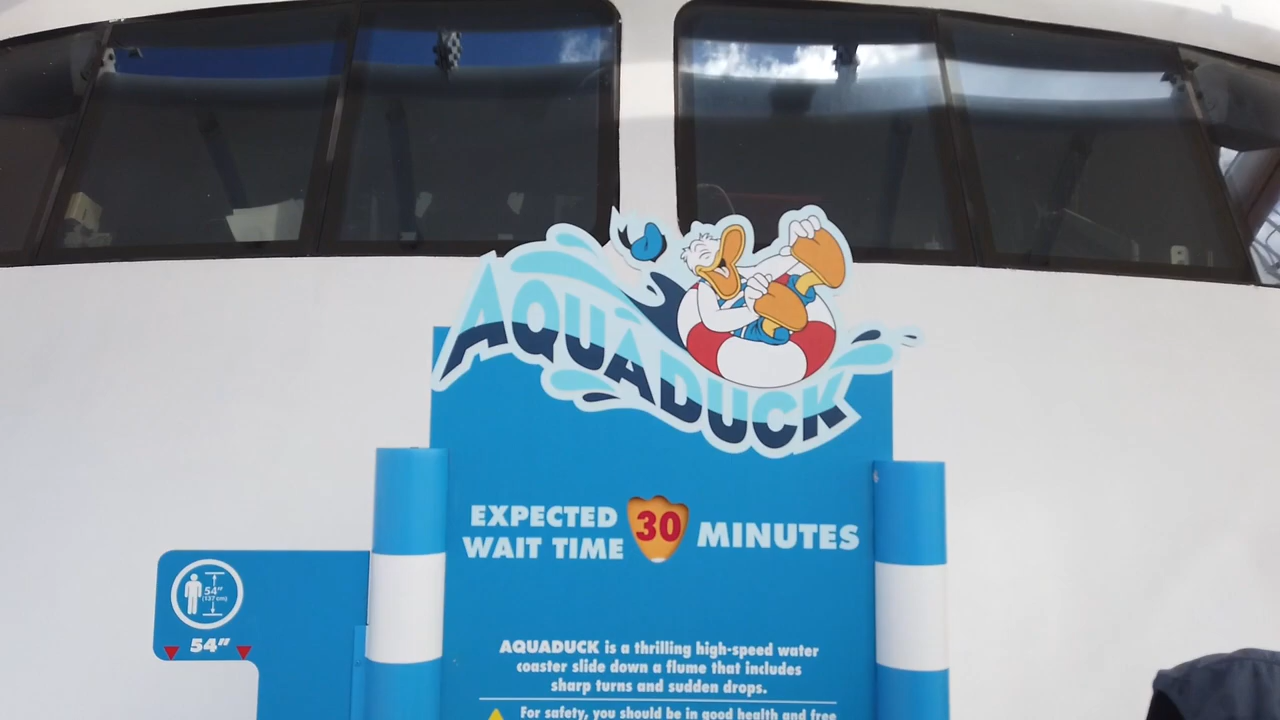 AQUADUCK
EXPECTED
WAIT TIME
30
MINUTES
54"
(137 cm)
54"
AQUADUCK is a thrilling high-speed water
coaster slide down a flume that includes
sharp turns and sudden drops.
For safety, you should be in good health and free